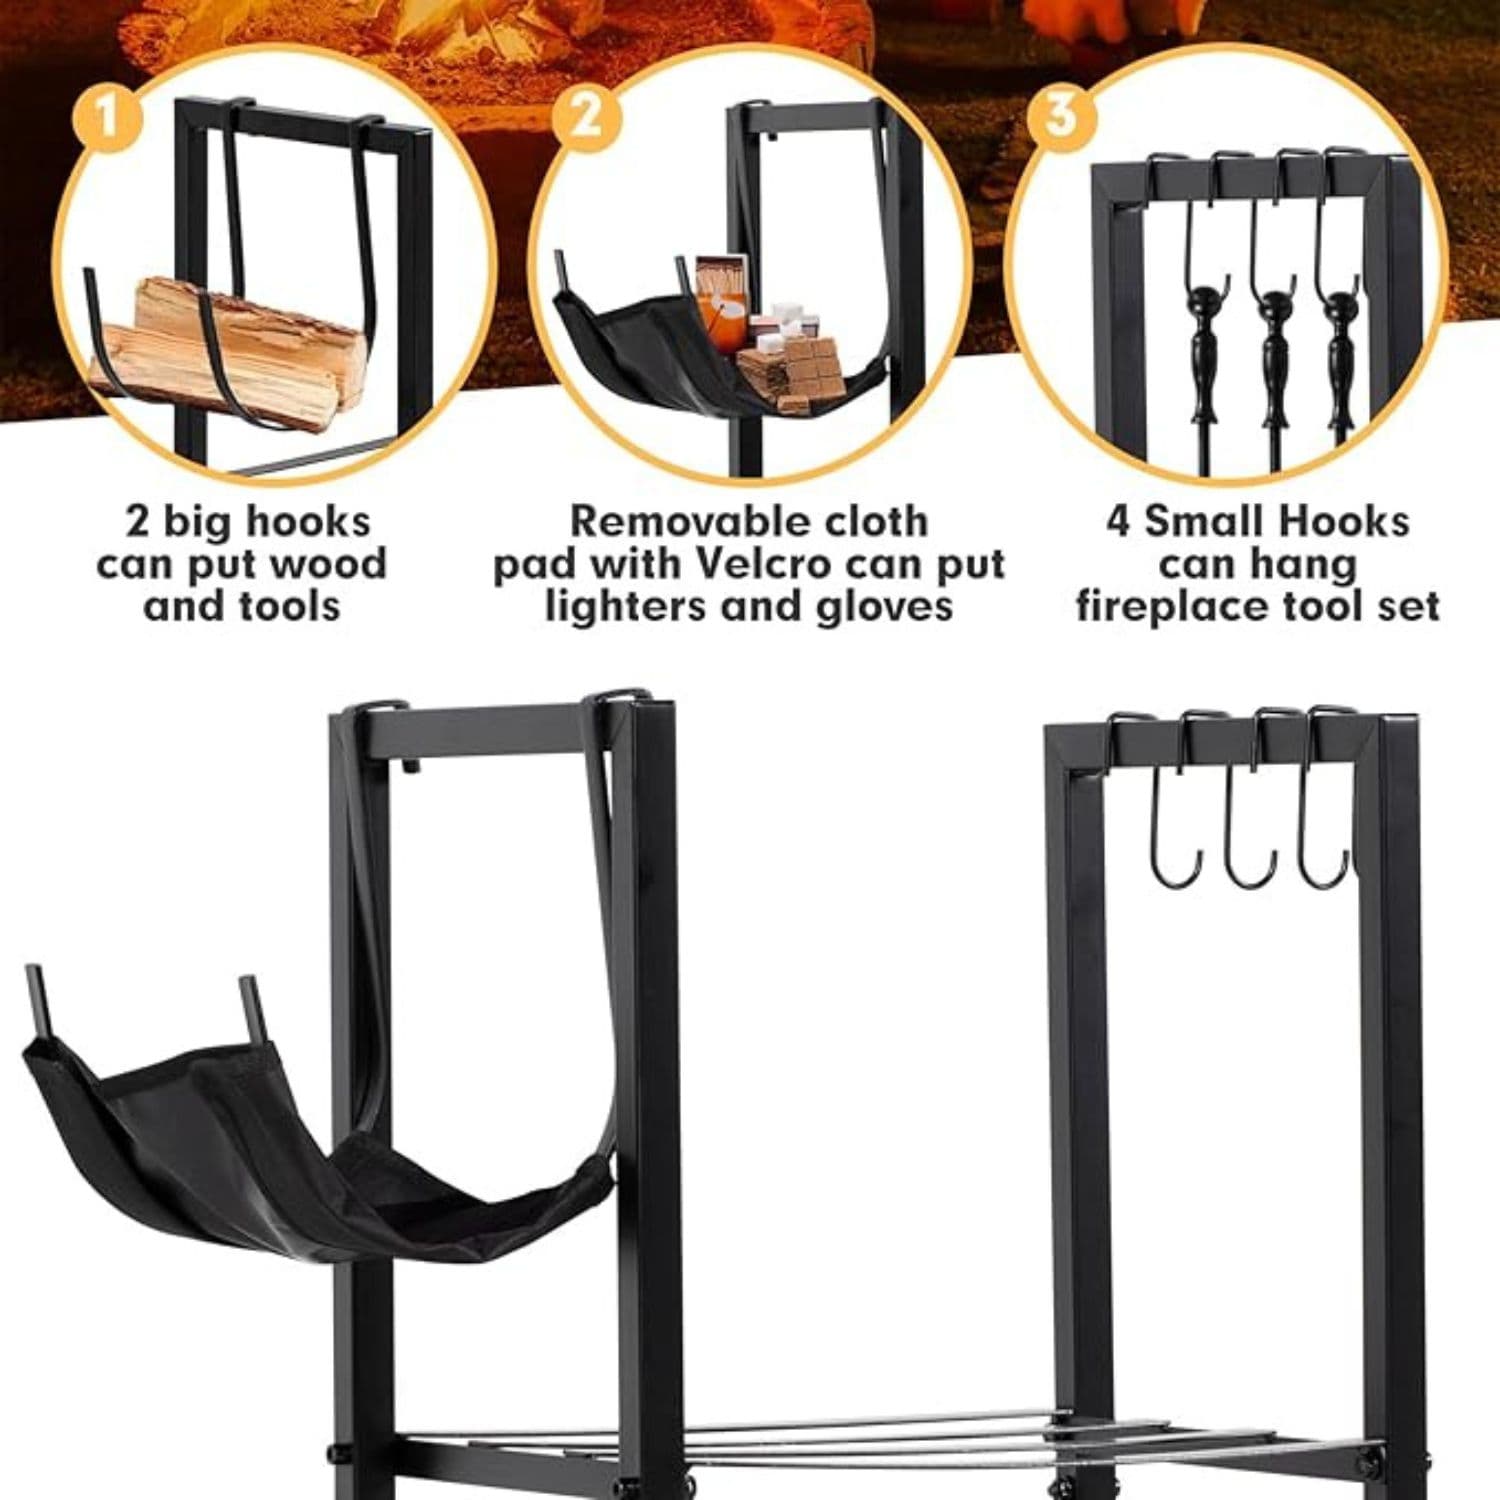 1
2
3
2 big hooks
can put wood
and tools
Removable cloth
pad with Velcro can put
lighters and gloves
4 Small Hooks
can hang
fireplace tool set